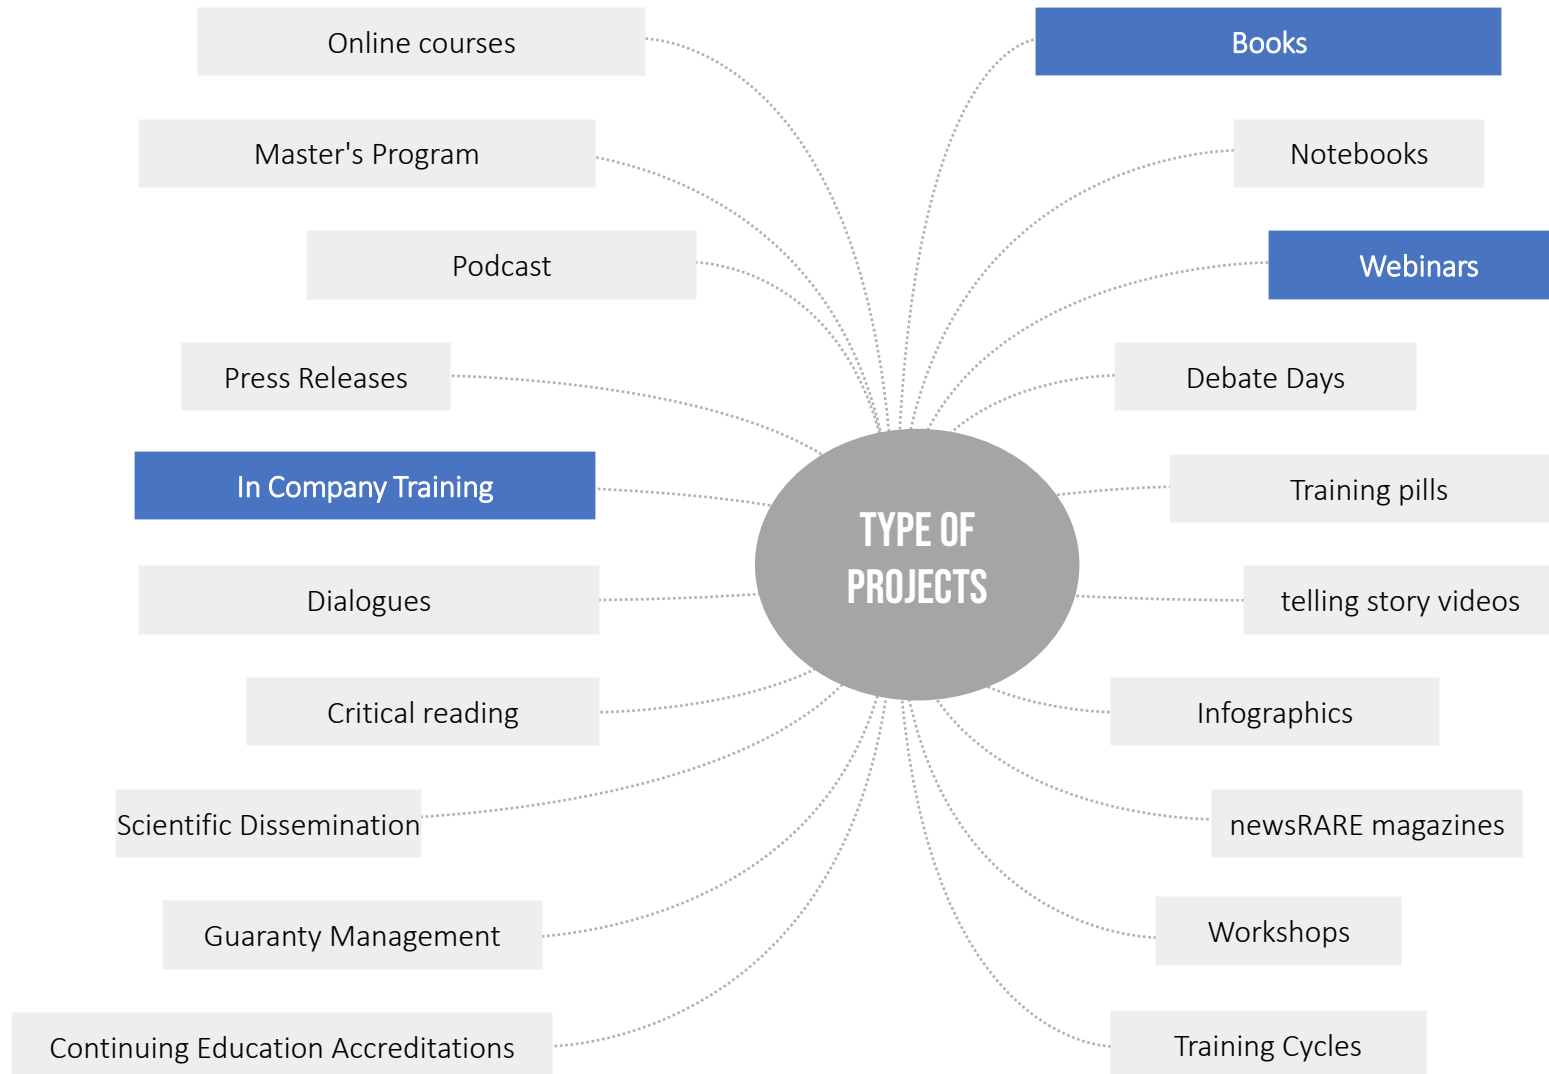 Online courses
Books
Master's Program
Notebooks
Podcast
Webinars
Press Releases
Debate Days
In Company Training
Training pills
TYPE OF
PROJECTS
Dialogues
telling story videos
Critical reading
Infographics
Scientific Dissemination
newsRARE magazines
Guaranty Management
Workshops
Continuing Education Accreditations
Training Cycles